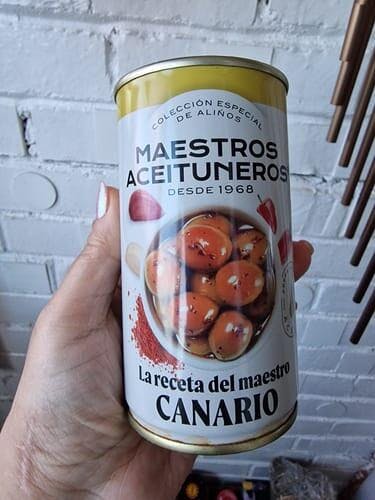 COLECCIÓN ESPECIAL
DE ALIÑOS
MAESTROS
ACEITUNEROS
DESDE 1968
La receta del maestro
CANARIO